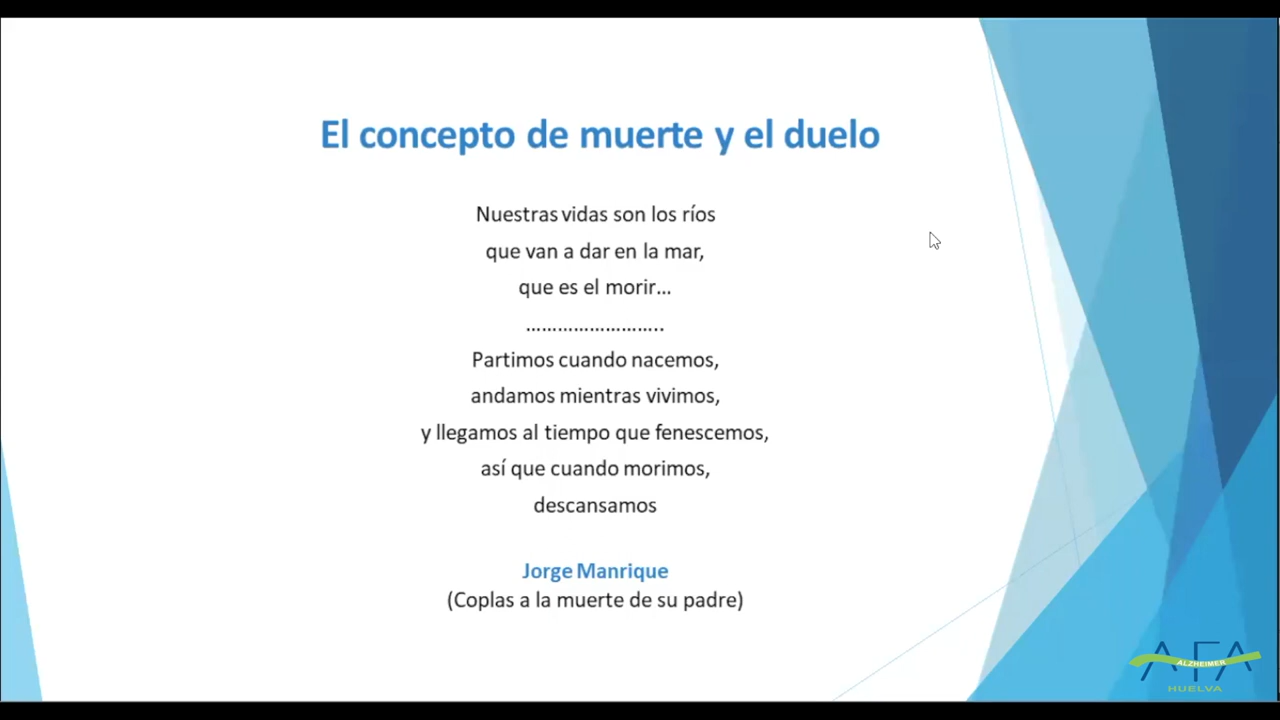 El concepto de muerte y el duelo
Nuestras vidas son los ríos
que van a dar en la mar,
que es el morir...
……………………..
Partimos cuando nacemos,
andamos mientras vivimos,
y llegamos al tiempo que fenescemos,
así que cuando morimos,
descansamos
Jorge Manrique
(Coplas a la muerte de su padre)
AFA
ALZHEIMER
HUELVA